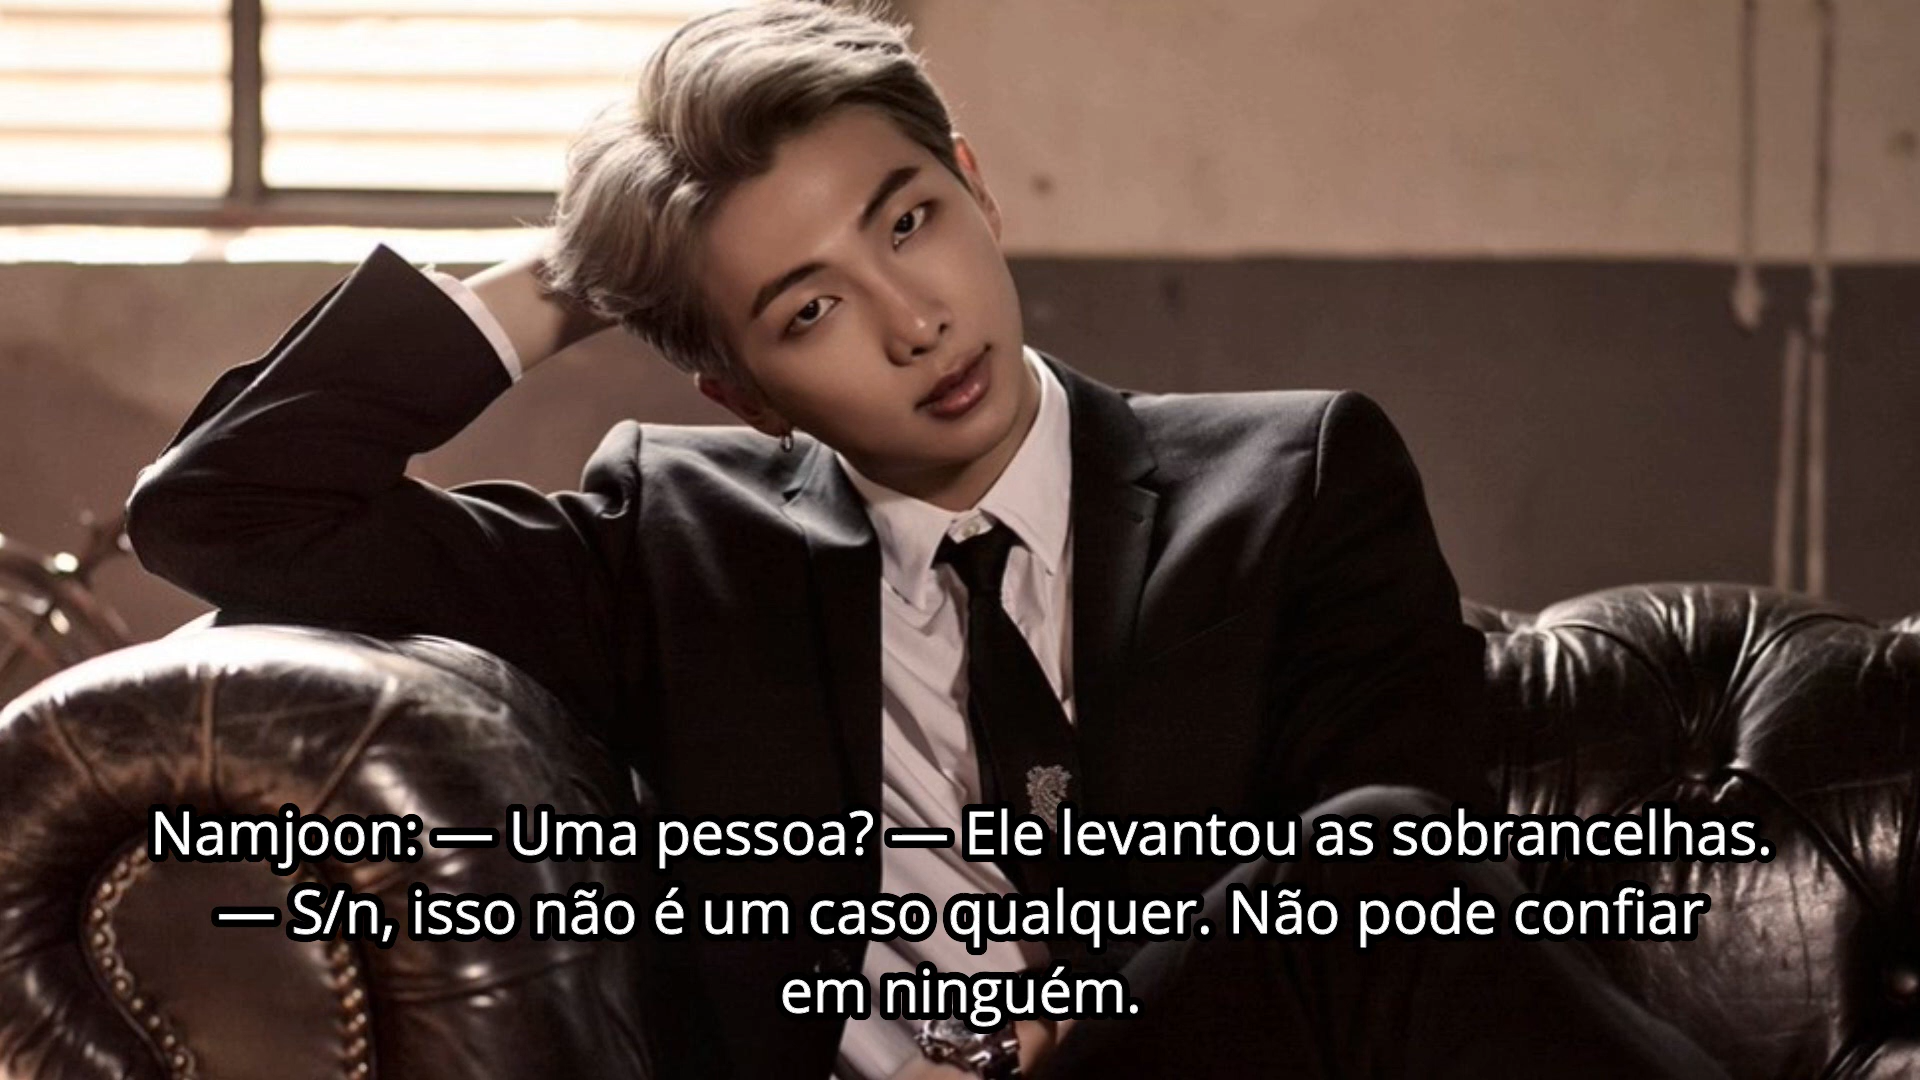 Namjoon: — Uma pessoa? — Ele levantou as sobrancelhas.
— S/n, isso não é um caso qualquer. Não pode confiar
em ninguém.